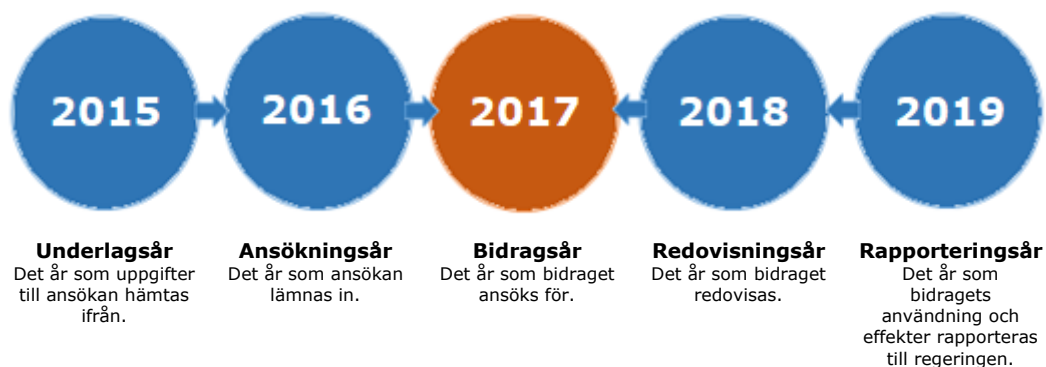 2015
2016
2017
2018
2019
Underlagsår
Det år som uppgifter
till ansökan hämtas
ifrån.
Ansökningsår
Det år som ansökan
lämnas in.
Bidragsår
Det år som bidraget
ansöks för.
Redovisningsår
Det år som bidraget
redovisas.
Rapporteringsår
Det år som
bidragets
användning och
effekter rapporteras
till regeringen.